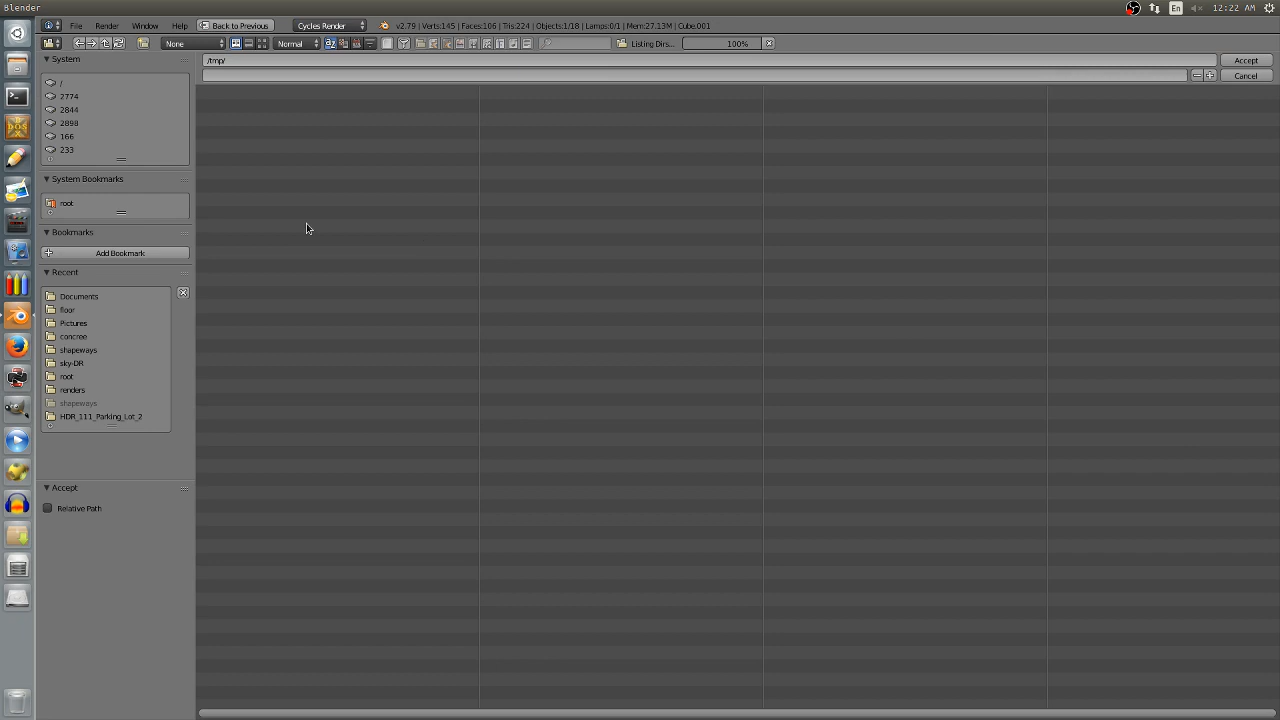 Blender
En
12:22 AM
File
Render
Window
Help
Back to Previous
Cycles Render
v2.79 | Verts:145 | Faces:106 | Tris:224 | Objects:1/18 | Lamps:0/1 | Mem:27.13M | Cube.001
None
Normal
Listing Dirs...
100%
System
/tmp/
Accept
Cancel
/
2774
2844
2898
166
233
System Bookmarks
root
Bookmarks
Add Bookmark
Recent
Documents
floor
Pictures
concree
shapeways
sky-DR
root
renders
shapeways
HDR_111_Parking_Lot_2
Accept
Relative Path